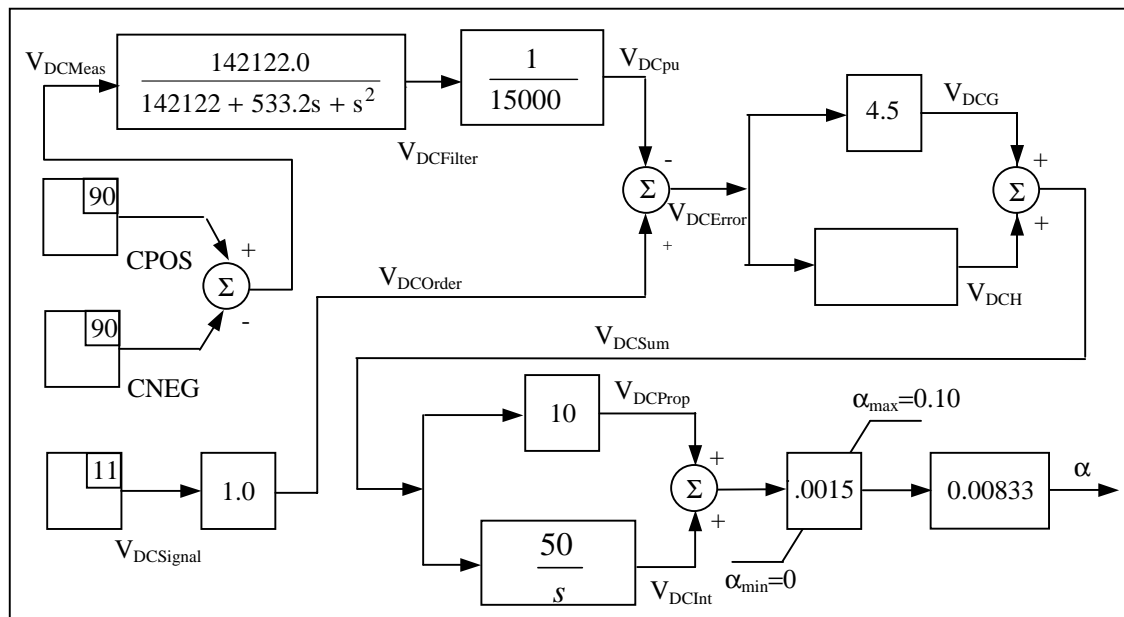 V_DCMeas
142122.0
142122 + 533.2s + s²
V_DCFilter
1
15000
V_DCpu
-
Σ
+
V_DCError
4.5
V_DCG
+
Σ
+
V_DCH
90
CPOS
+
Σ
-
90
CNEG
V_DCOrder
V_DCSum
11
V_DCSignal
1.0
10
V_DCProp
50
s
V_DCInt
+
Σ
+
α_max=0.10
.0015
α_min=0
0.00833
α